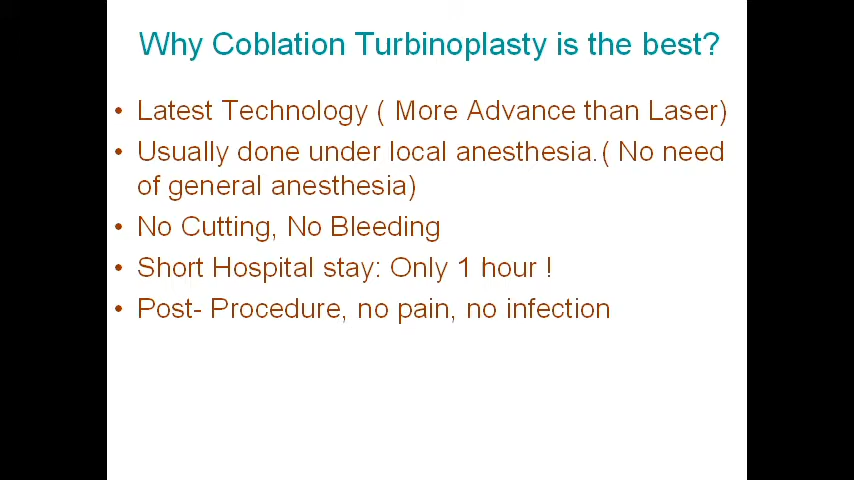 Why Coblation Turbinoplasty is the best?
• Latest Technology ( More Advance than Laser)
• Usually done under local anesthesia.( No need
of general anesthesia)
• No Cutting, No Bleeding
• Short Hospital stay: Only 1 hour !
• Post- Procedure, no pain, no infection